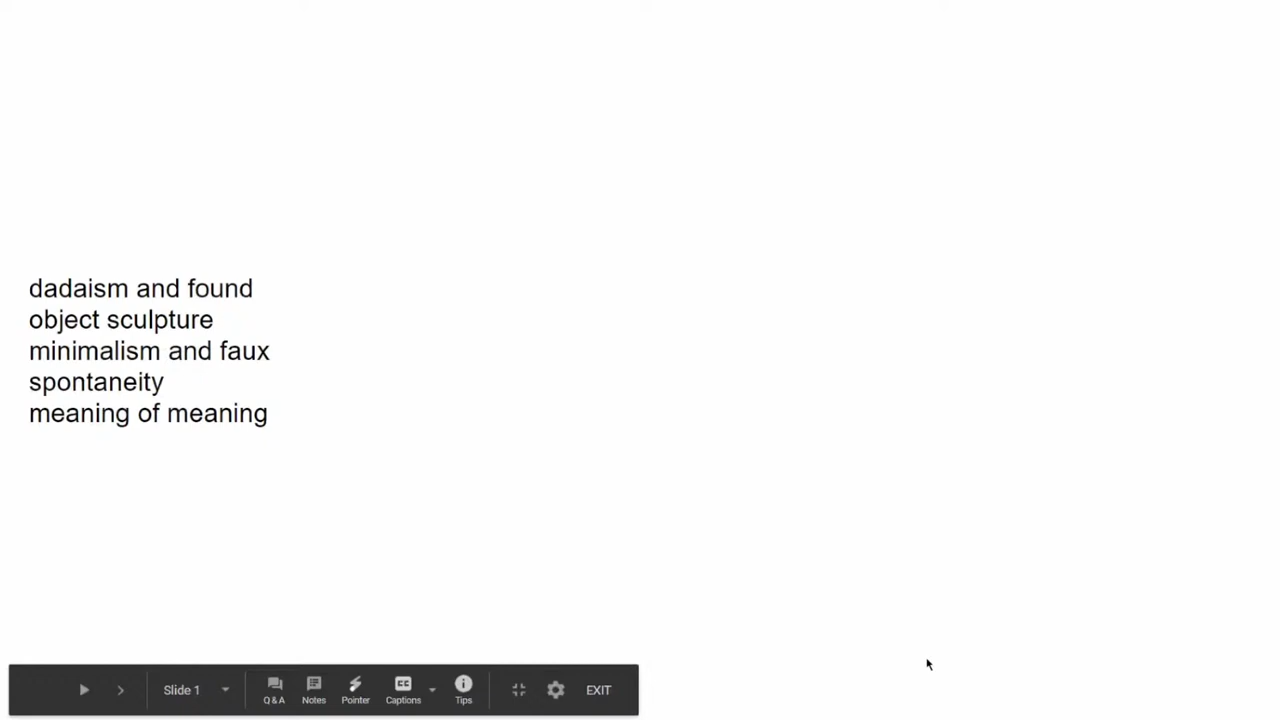 dadaism and found
object sculpture
minimalism and faux
spontaneity
meaning of meaning
Slide 1
Q & A
Notes
Pointer
CC
Captions
Tips
EXIT